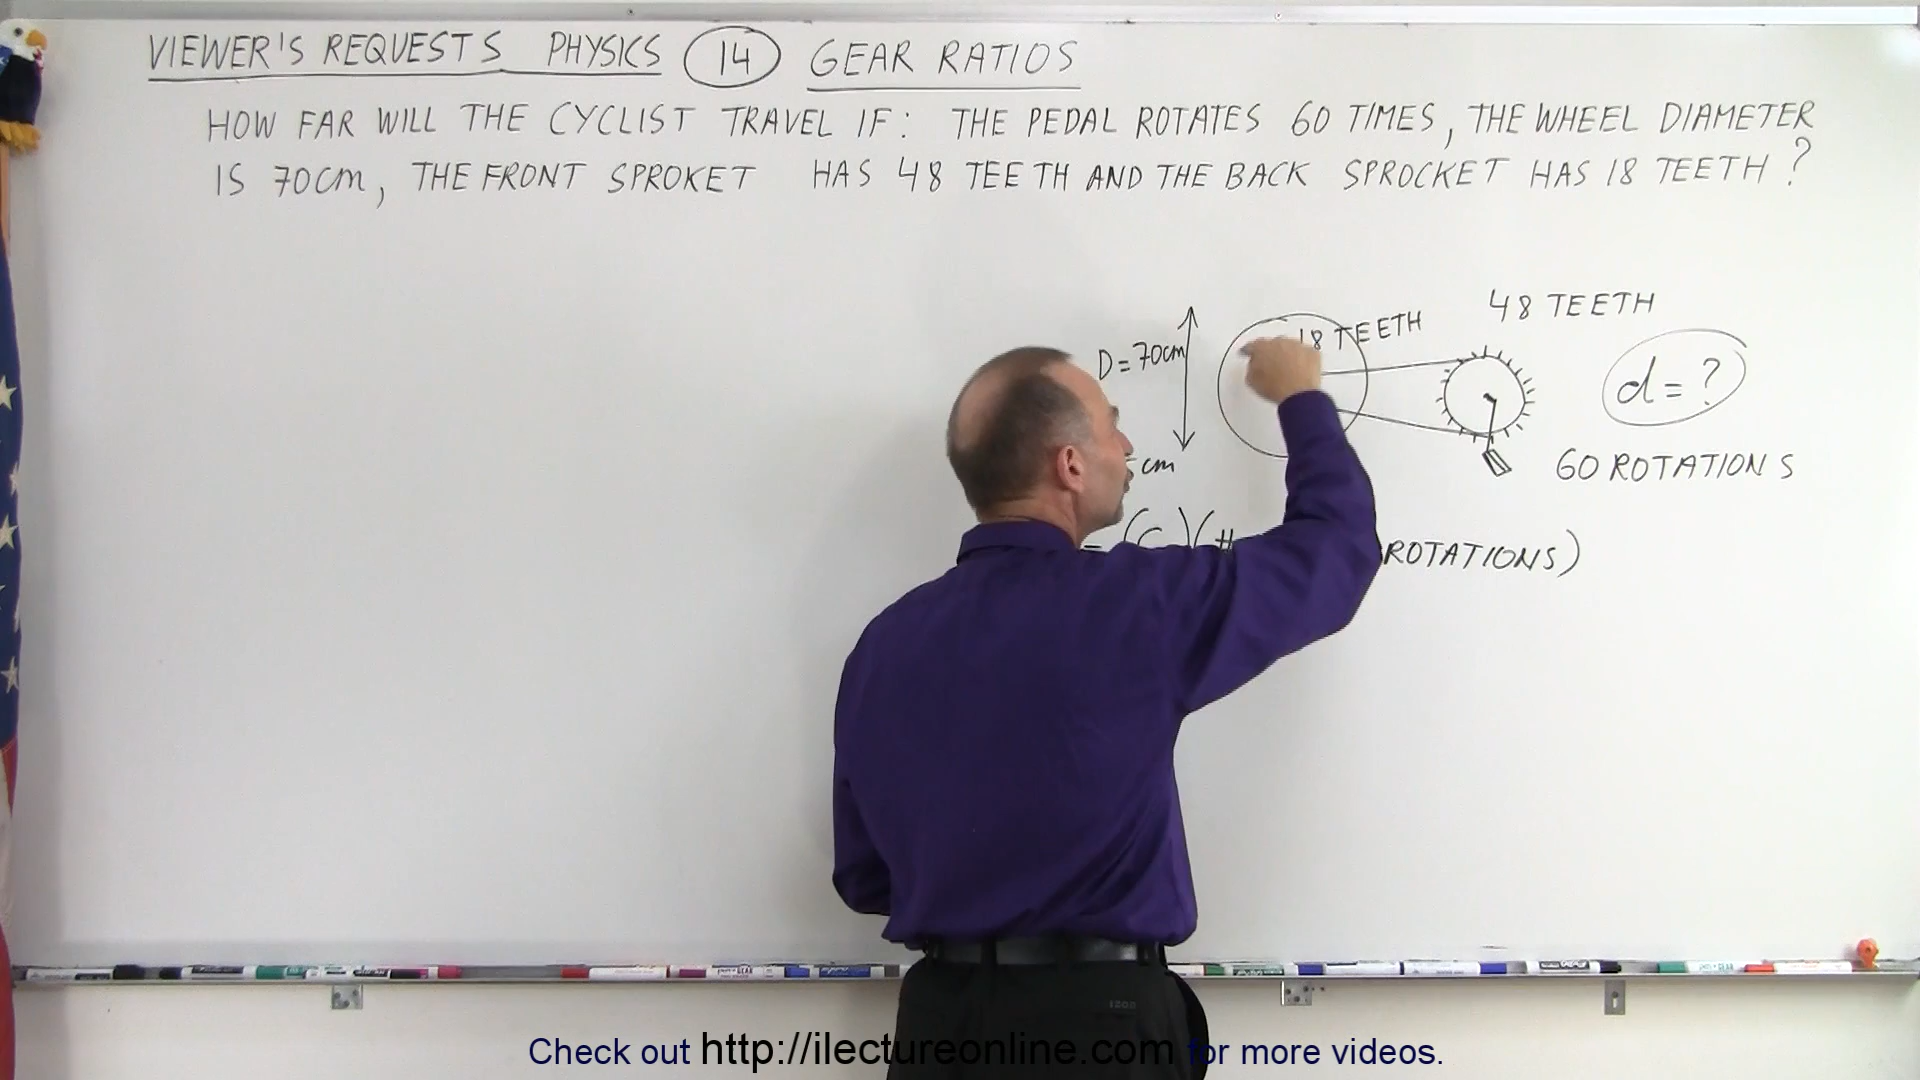 VIEWER'S REQUESTS PHYSICS 14 GEAR RATIOS
HOW FAR WILL THE CYCLIST TRAVEL IF: THE PEDAL ROTATES 60 TIMES, THE WHEEL DIAMETER
IS 70cm, THE FRONT SPROKET HAS 48 TEETH AND THE BACK SPROCKET HAS 18 TEETH?
48 TEETH
18 TEETH
D = 70cm
d = ?
cm
60 ROTATIONS
= (C)(# ROTATIONS)
Check out http://ilectureonline.com for more videos.